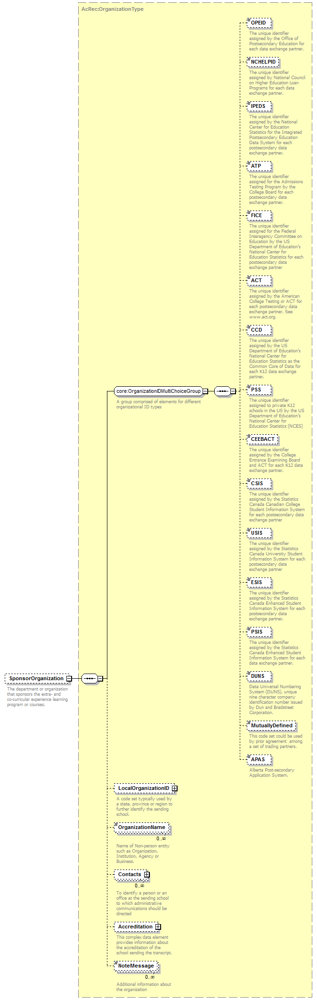 AcRec:OrganizationType
OPEID
The unique identifier
assigned by the Office of
Postsecondary Education for
each data exchange partner.
NCHELPID
The unique identifier
assigned by National Council
on Higher Education Loan
Programs for each data
exchange partner.
IPEDS
The unique identifier
assigned by the National
Center for Education
Statistics for the Integrated
Postsecondary Education
Data System for each
postsecondary data
exchange partner.
ATP
The unique identifier
assigned for the Admissions
Testing Program by the
College Board for each
postsecondary data
exchange partner.
FICE
The unique identifier
assigned for the Federal
Interagency Committee on
Education by the US
Department of Education's
National Center for
Education Statistics for each
postsecondary data
exchange partner
ACT
The unique identifier
assigned by the American
College Testing or ACT for
each postsecondary data
exchange partner. See
www.act.org.
CCD
The unique identifier
assigned by the US
Department of Education's
National Center for
Education Statistics as the
Common Core of Data for
each K12 data exchange
partner.
core:OrganizationIDMultiChoiceGroup
A group comprised of elements for different
organizational ID types
PSS
The unique identifier
assigned to private K12
schools in the US by the US
Department of Education's
National Center for
Education Statistics (NCES)
CEEBACT
The unique identifier
assigned by the College
Entrance Examining Board
and ACT for each K12 data
exchange partner.
CSIS
The unique identifier
assigned by the Statistics
Canada Canadian College
Student Information System
for each postsecondary data
exchange partner
USIS
The unique identifier
assigned by the Statistics
Canada University Student
Information System for each
postsecondary data
exchange partner
ESIS
The unique identifier
assigned by the Statistics
Canada Enhanced Student
Information System for each
postsecondary data
exchange partner.
PSIS
The unique identifier
assigned by the Statistics
Canada Enhanced Student
Information System for each
data exchange partner.
SponsorOrganization
The department or organization
that sponsors the extra- and
co-curricular experience learning
program or courses.
DUNS
Data Universal Numbering
System (DUNS), unique
nine character company
identification number issued
by Dun and Bradstreet
Corporation.
MutuallyDefined
This code set could be used
by prior agreement  among
a set of trading partners.
APAS
Alberta Post-secondary
Application System.
LocalOrganizationID
A code set typically used by
a state, province or region to
further identify the sending
school.
OrganizationName
0..∞
Name of Non-person entity
such as Organization,
Institution, Agency or
Business.
Contacts
0..∞
To identify a person or an
office at the sending school
to which administrative
communications should be
directed
Accreditation
This complex data element
provides information about
the accreditation of the
school sending the transcript.
NoteMessage
0..∞
Additional information about
the organization